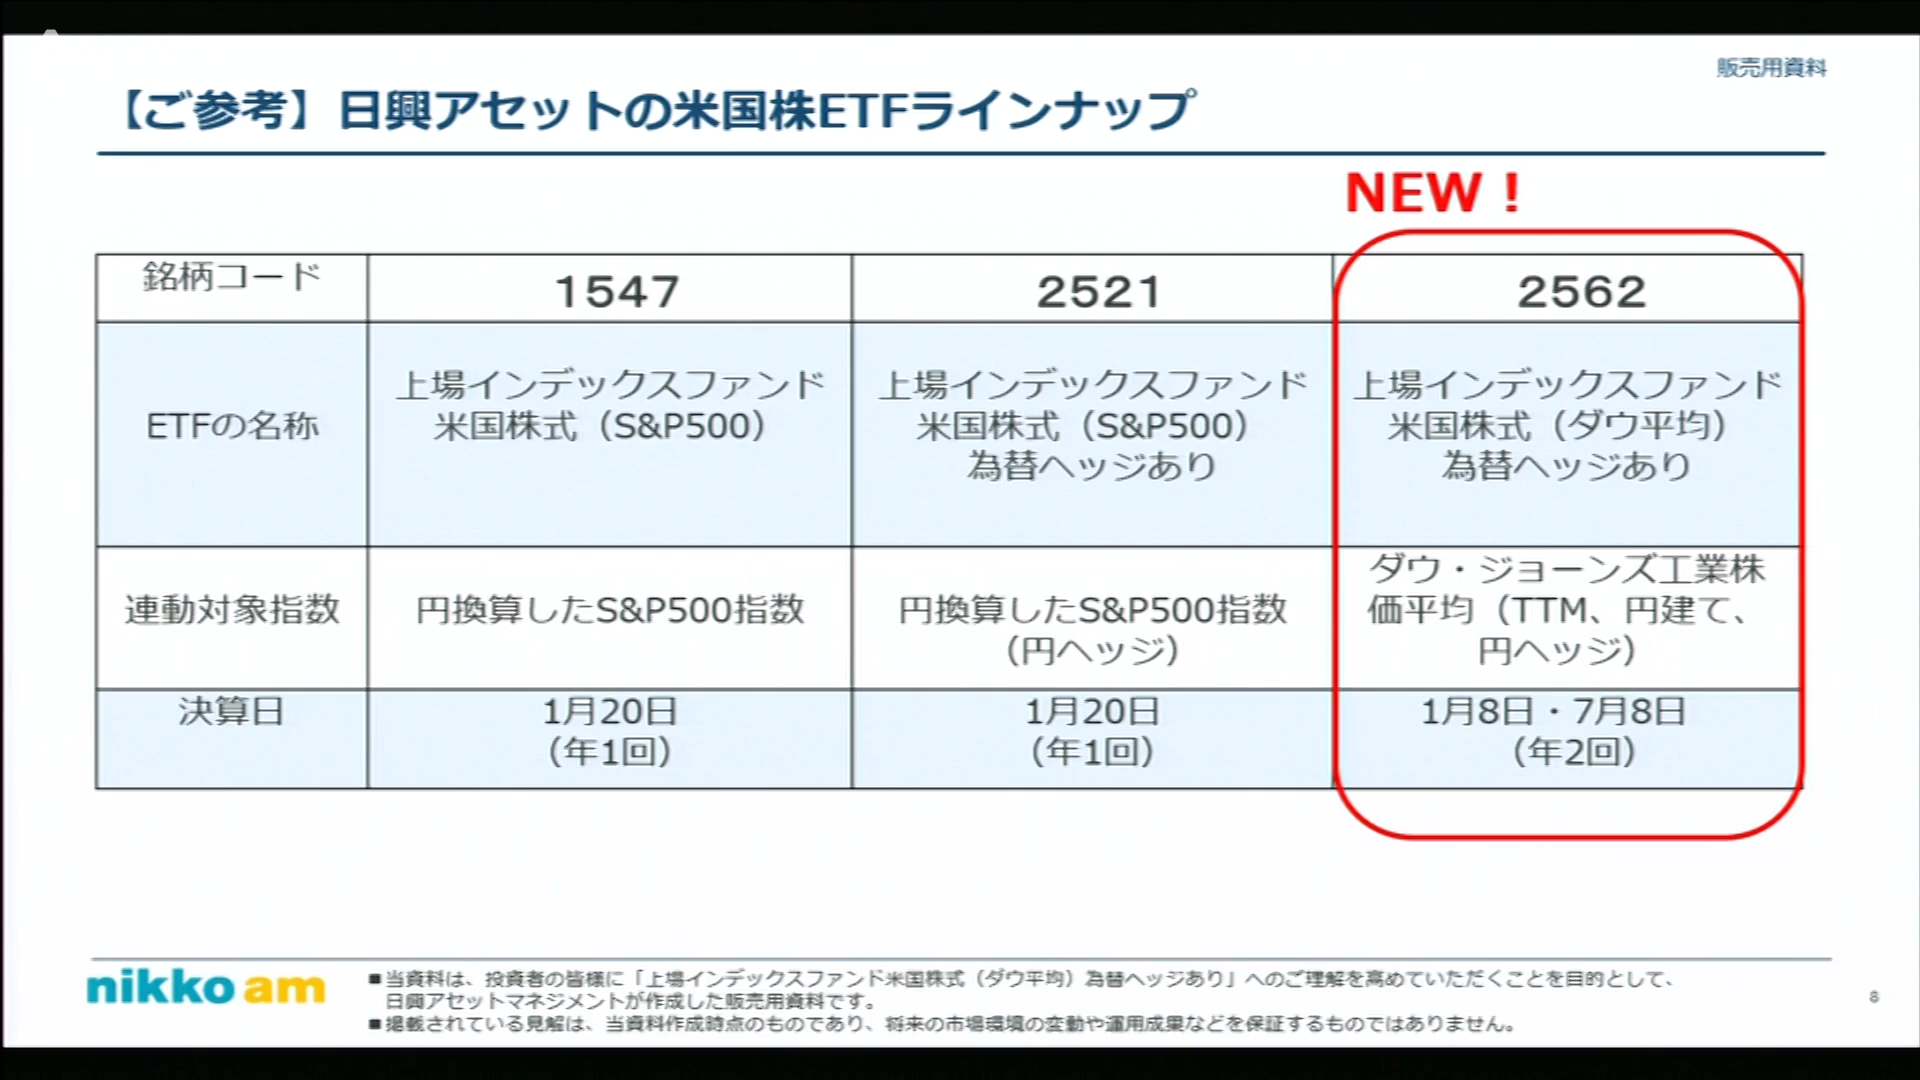 販売用資料
【ご参考】日興アセットの米国株ETFラインナップ
NEW！
銘柄コード
1547
2521
2562
ETFの名称
上場インデックスファンド
米国株式（S&P500）
上場インデックスファンド
米国株式（S&P500）
為替ヘッジあり
上場インデックスファンド
米国株式（ダウ平均）
為替ヘッジあり
連動対象指数
円換算したS&P500指数
円換算したS&P500指数
（円ヘッジ）
ダウ・ジョーンズ工業株
価平均（TTM、円建て、
円ヘッジ）
決算日
1月20日
（年1回）
1月20日
（年1回）
1月8日・7月8日
（年2回）
nikko am
■当資料は、投資者の皆様に「上場インデックスファンド米国株式（ダウ平均）為替ヘッジあり」へのご理解を高めていただくことを目的として、
日興アセットマネジメントが作成した販売用資料です。
■掲載されている見解は、当資料作成時点のものであり、将来の市場環境の変動や運用成果などを保証するものではありません。
8